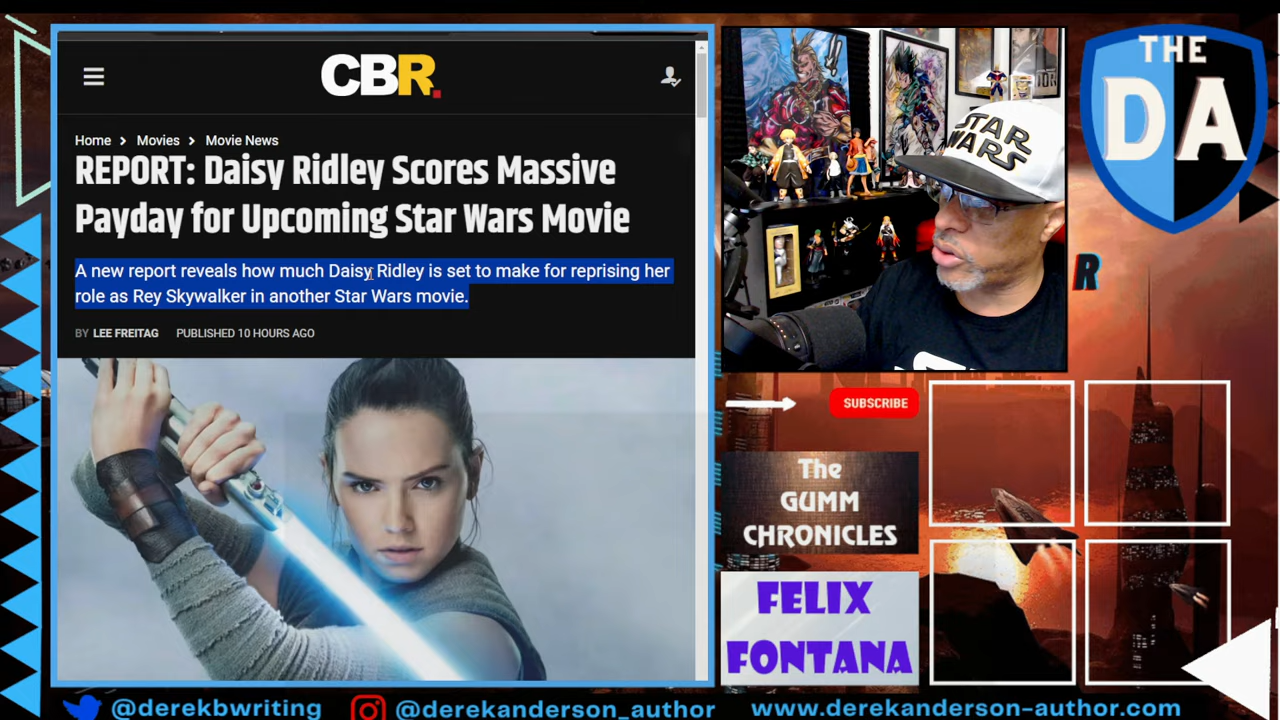 CBR.
Home > Movies > Movie News
REPORT: Daisy Ridley Scores Massive
Payday for Upcoming Star Wars Movie
A new report reveals how much Daisy Ridley is set to make for reprising her
role as Rey Skywalker in another Star Wars movie.
BY LEE FREITAG PUBLISHED 10 HOURS AGO
STAR
WARS
THE
DA
R
SUBSCRIBE
The
GUMM
CHRONICLES
FELIX
FONTANA
@derekbwriting @derekanderson_author www.derekanderson-author.com